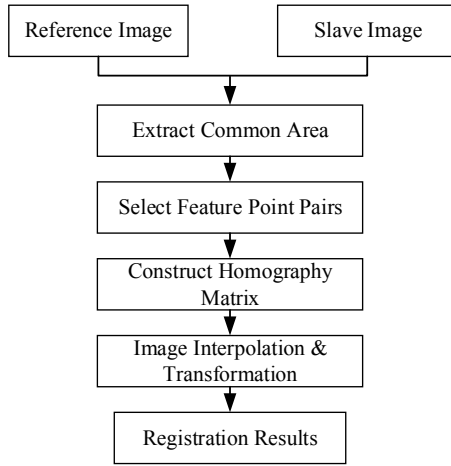 Reference Image
Slave Image
Extract Common Area
Select Feature Point Pairs
Construct Homography
Matrix
Image Interpolation &
Transformation
Registration Results